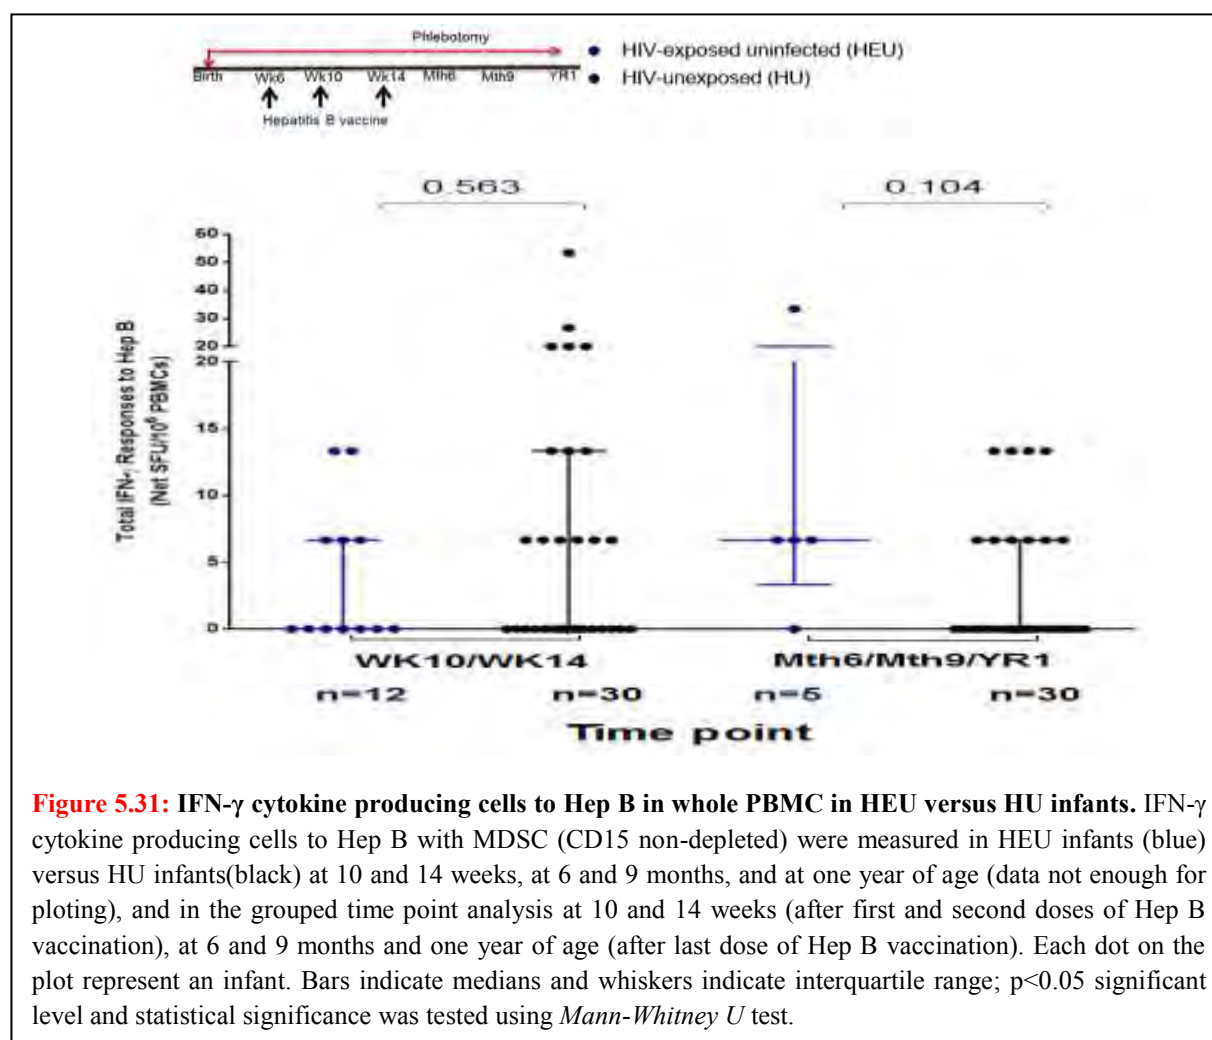 Phlebotomy
Birth Wk6 Wk10 Wk14 Mth6 Mth9 YR1
Hepatitis B vaccine
HIV-exposed uninfected (HEU)
HIV-unexposed (HU)
0.563 0.104
60
50
40
30
20
20
15
10
5
0
Total IFN-γ Responses to Hep B
(Net SFU/10⁶ PBMCs)
WK10/WK14 Mth6/Mth9/YR1
n=12 n=30 n=5 n=30
Time point
Figure 5.31: IFN-γ cytokine producing cells to Hep B in whole PBMC in HEU versus HU infants. IFN-γ
cytokine producing cells to Hep B with MDSC (CD15 non-depleted) were measured in HEU infants (blue)
versus HU infants(black) at 10 and 14 weeks, at 6 and 9 months, and at one year of age (data not enough for
ploting), and in the grouped time point analysis at 10 and 14 weeks (after first and second doses of Hep B
vaccination), at 6 and 9 months and one year of age (after last dose of Hep B vaccination). Each dot on the
plot represent an infant. Bars indicate medians and whiskers indicate interquartile range; p<0.05 significant
level and statistical significance was tested using Mann-Whitney U test.